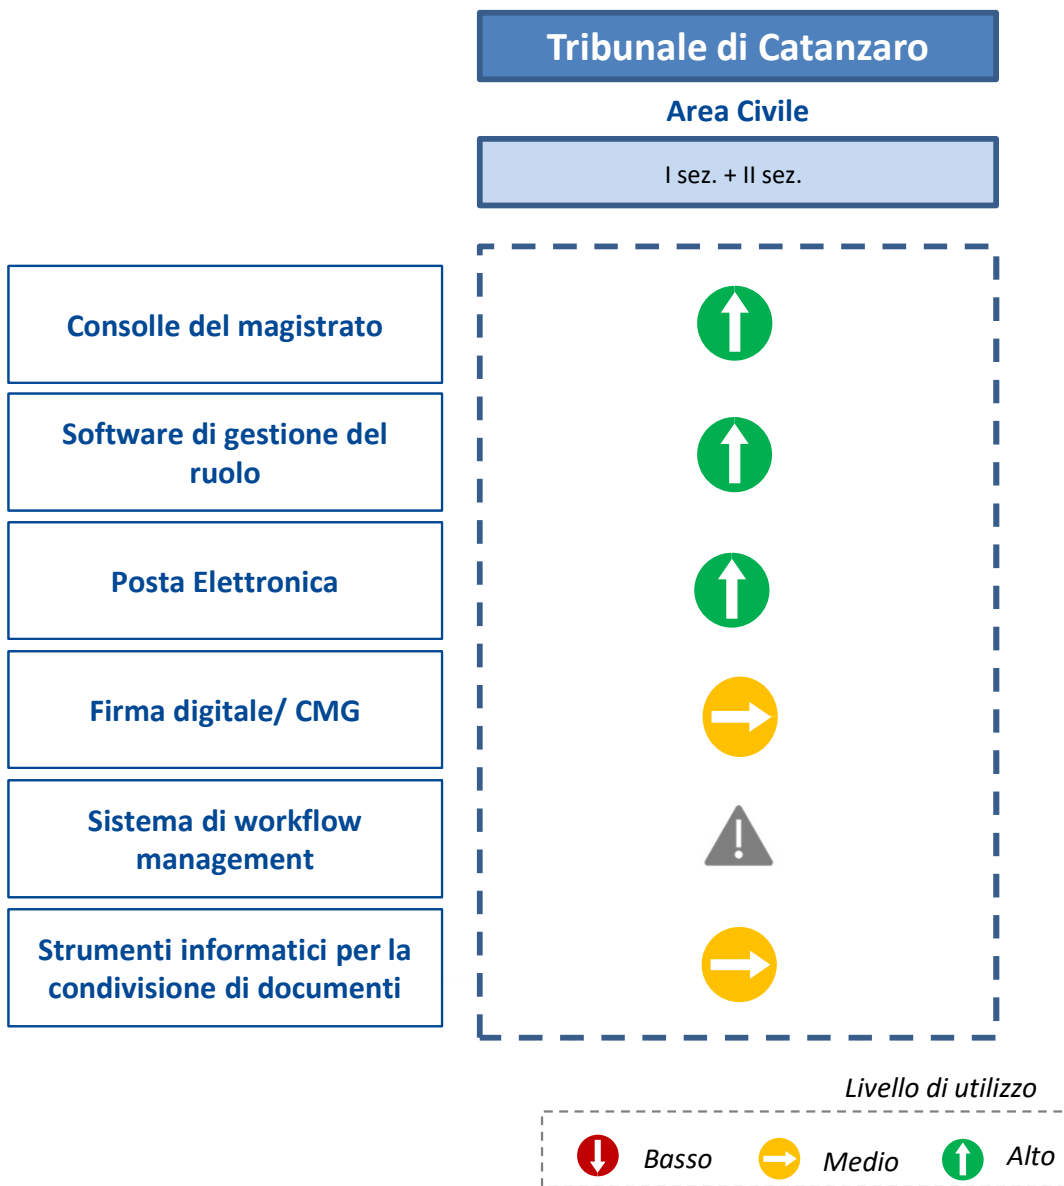 Tribunale di Catanzaro
Area Civile
I sez. + II sez.
Consolle del magistrato
Software di gestione del
ruolo
Posta Elettronica
Firma digitale/ CMG
Sistema di workflow
management
Strumenti informatici per la
condivisione di documenti
Livello di utilizzo
Basso Medio Alto